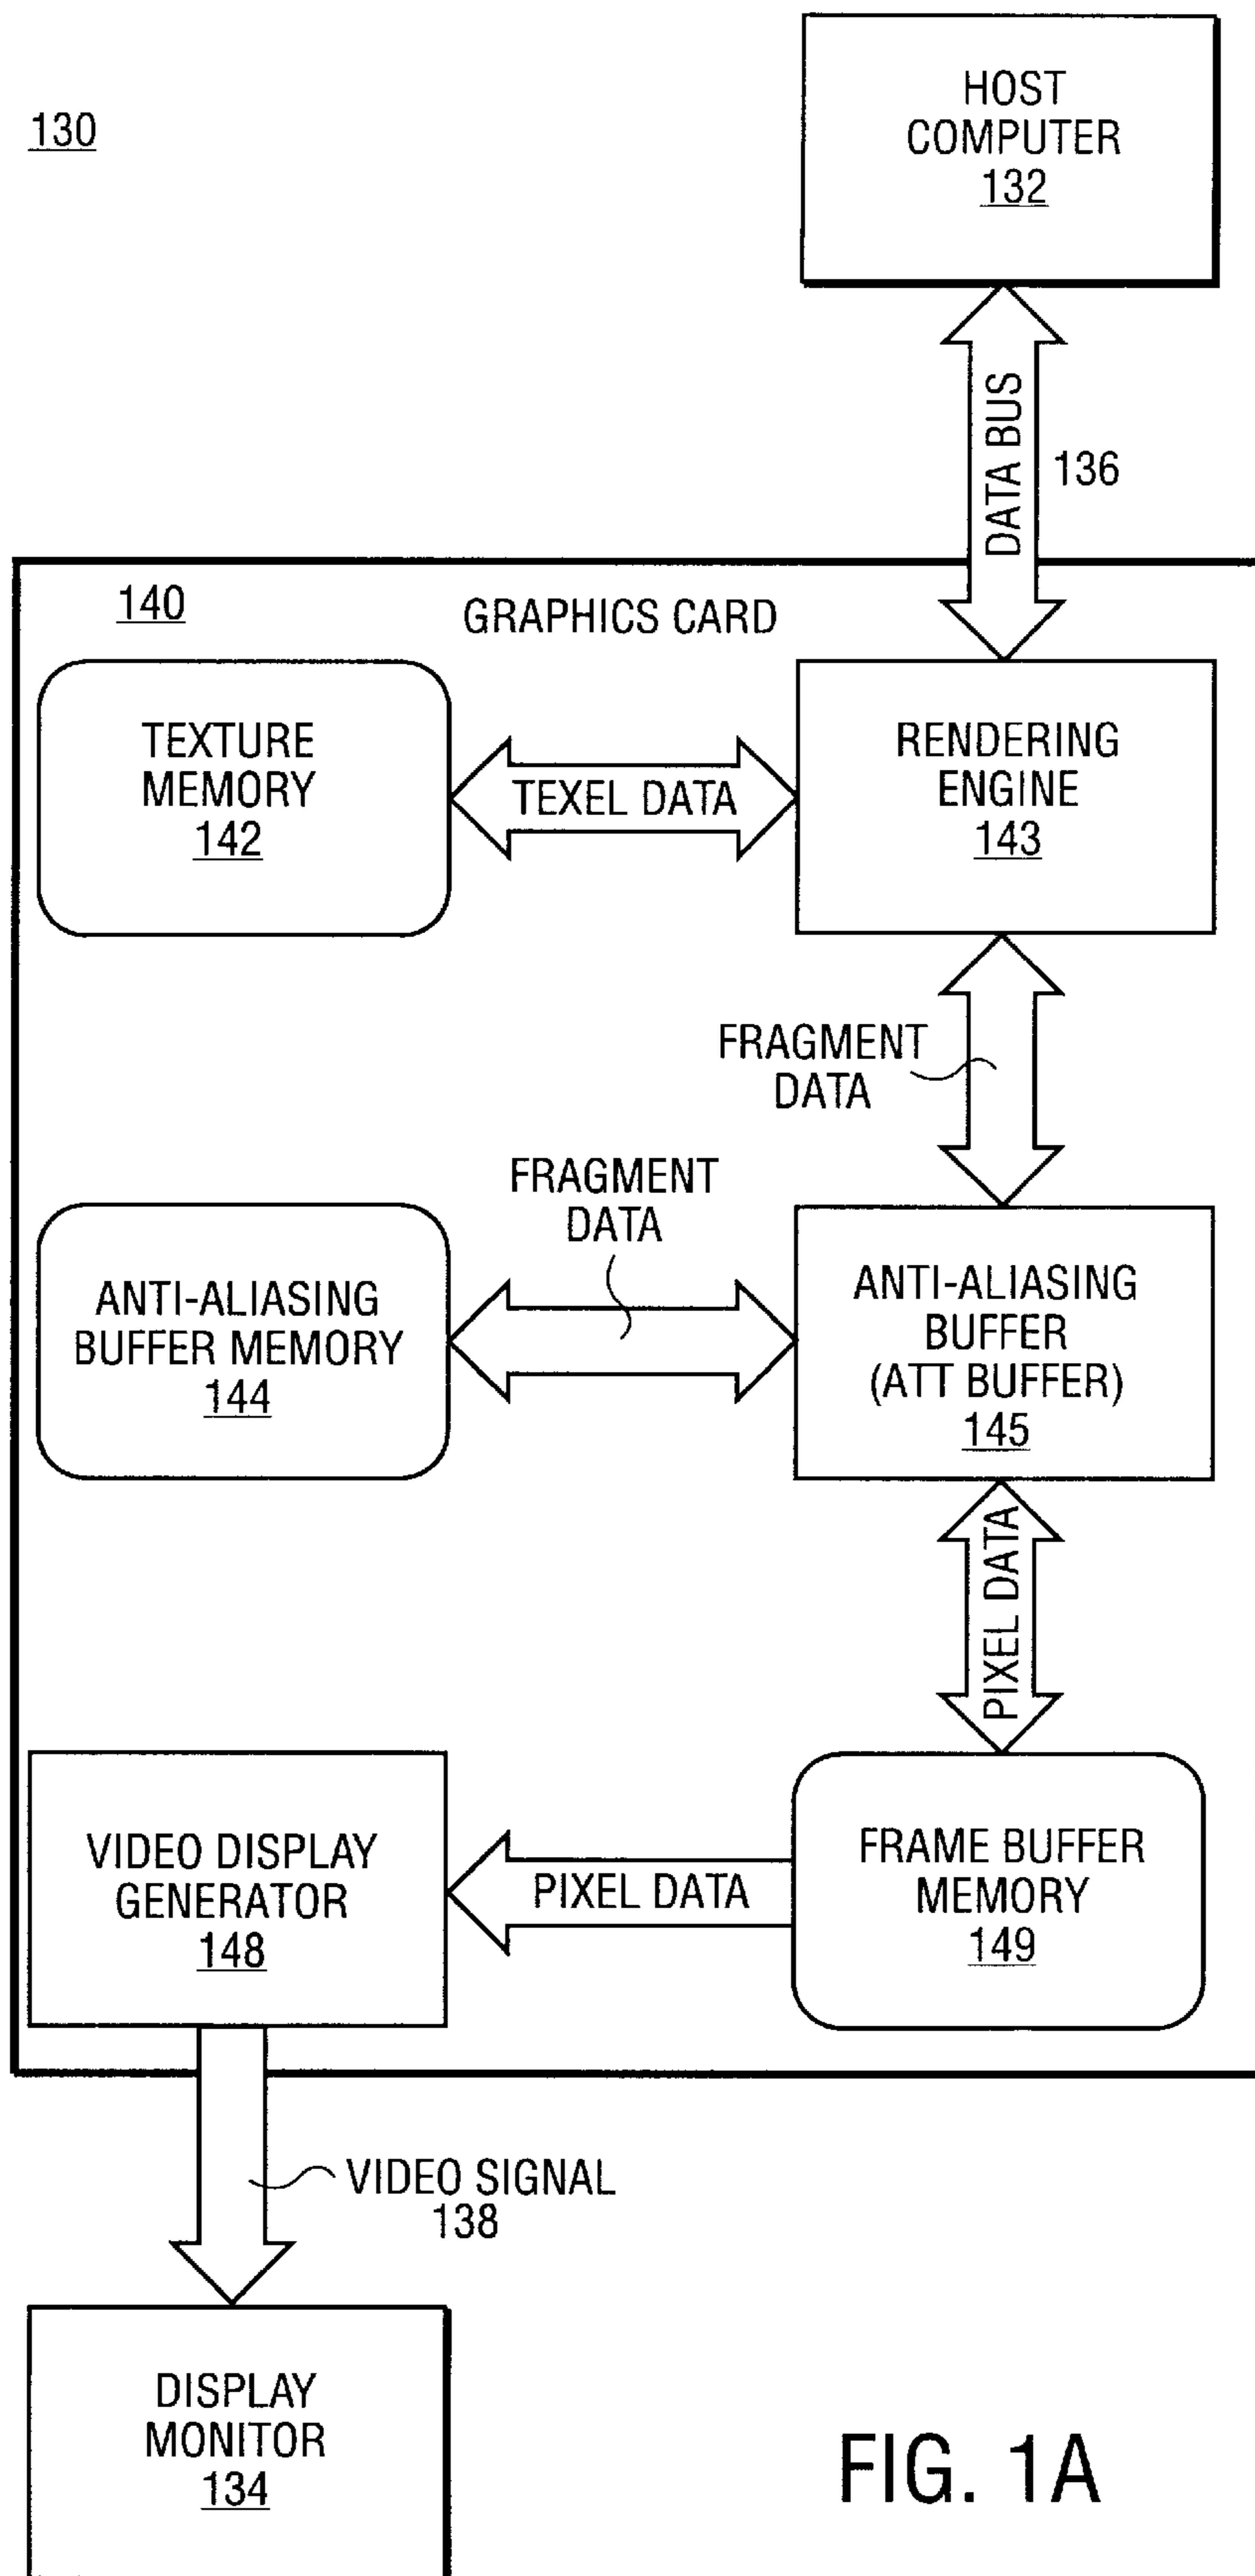 130
HOST
COMPUTER
132
DATA BUS
136
140
GRAPHICS CARD
TEXTURE
MEMORY
142
TEXEL DATA
RENDERING
ENGINE
143
FRAGMENT
DATA
FRAGMENT
DATA
ANTI-ALIASING
BUFFER MEMORY
144
ANTI-ALIASING
BUFFER
(ATT BUFFER)
145
PIXEL DATA
VIDEO DISPLAY
GENERATOR
148
PIXEL DATA
FRAME BUFFER
MEMORY
149
VIDEO SIGNAL
138
DISPLAY
MONITOR
134
FIG. 1A